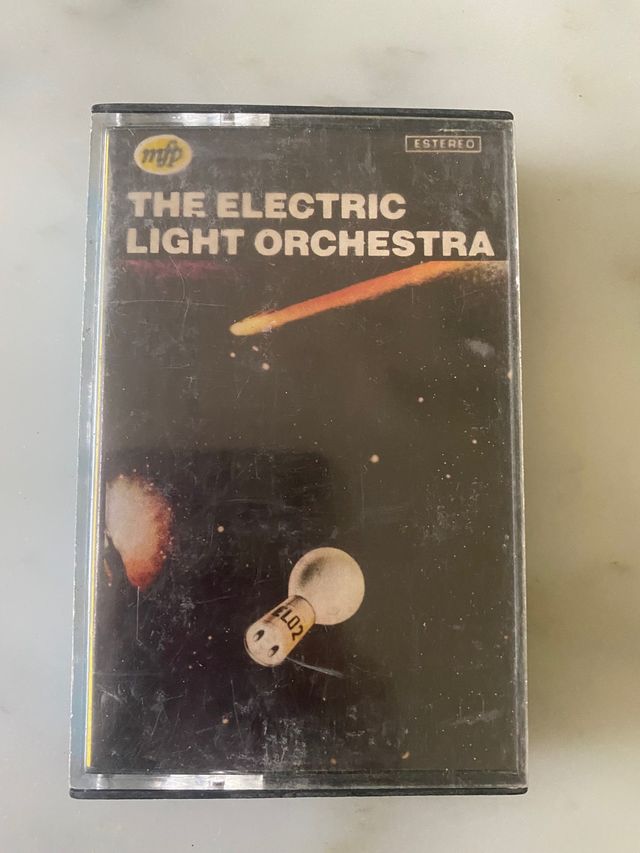 mfp
ESTEREO
THE ELECTRIC
LIGHT ORCHESTRA
ELO2